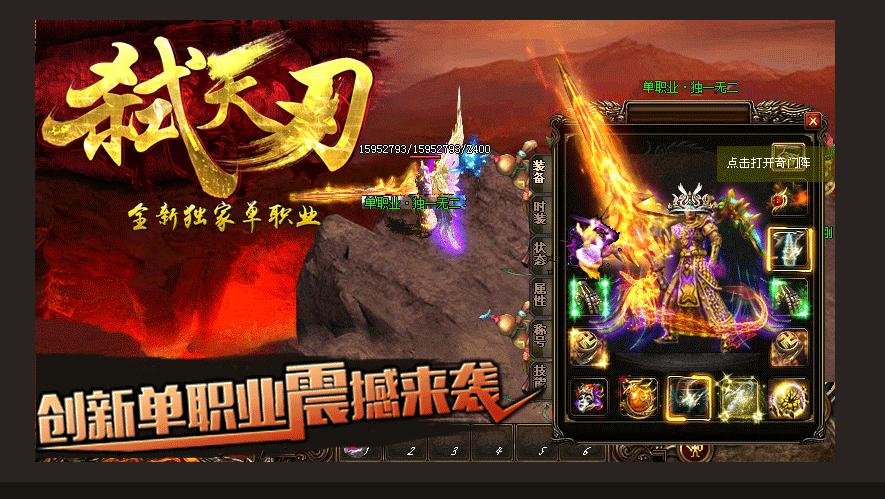 弑天刃
全新独家单职业
创新单职业震撼来袭
15952793/15952793/Z400
单职业·独一无二
单职业·独一无二
点击打开奇门阵
装备
时装
状态
属性
称号
技能
1 2 3 4 5 6